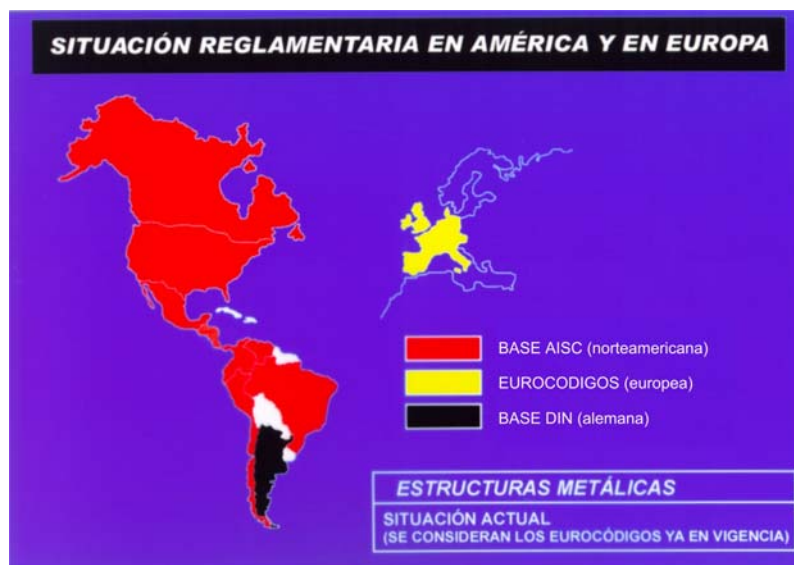 SITUACIÓN REGLAMENTARIA EN AMÉRICA Y EN EUROPA
BASE AISC (norteamericana)
EUROCODIGOS (europea)
BASE DIN (alemana)
ESTRUCTURAS METÁLICAS
SITUACIÓN ACTUAL
(SE CONSIDERAN LOS EUROCÓDIGOS YA EN VIGENCIA)